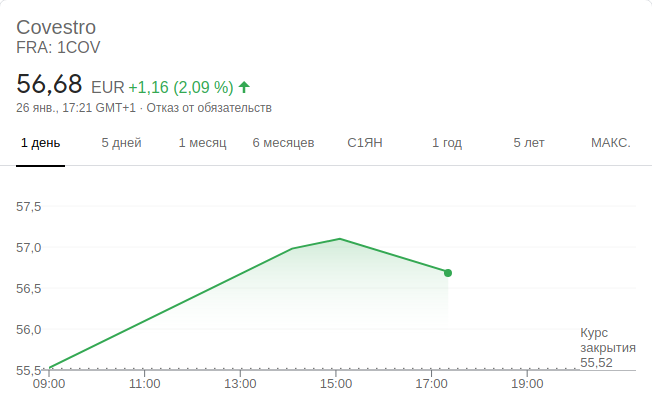 Covestro
FRA: 1COV
56,68 EUR +1,16 (2,09 %)
26 янв., 17:21 GMT+1 · Отказ от обязательств
1 день 5 дней 1 месяц 6 месяцев С1ЯН 1 год 5 лет МАКС.
57,5
57,0
56,5
56,0
Курс
закрытия
55,52
55,5
09:00 11:00 13:00 15:00 17:00 19:00